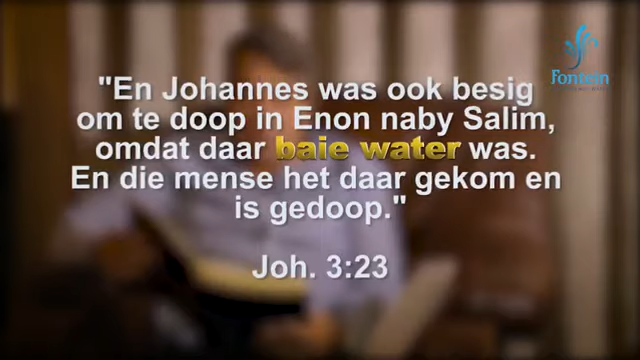 Fontein
"En Johannes was ook besig
om te doop in Enon naby Salim,
omdat daar baie water was.
En die mense het daar gekom en
is gedoop."
Joh. 3:23